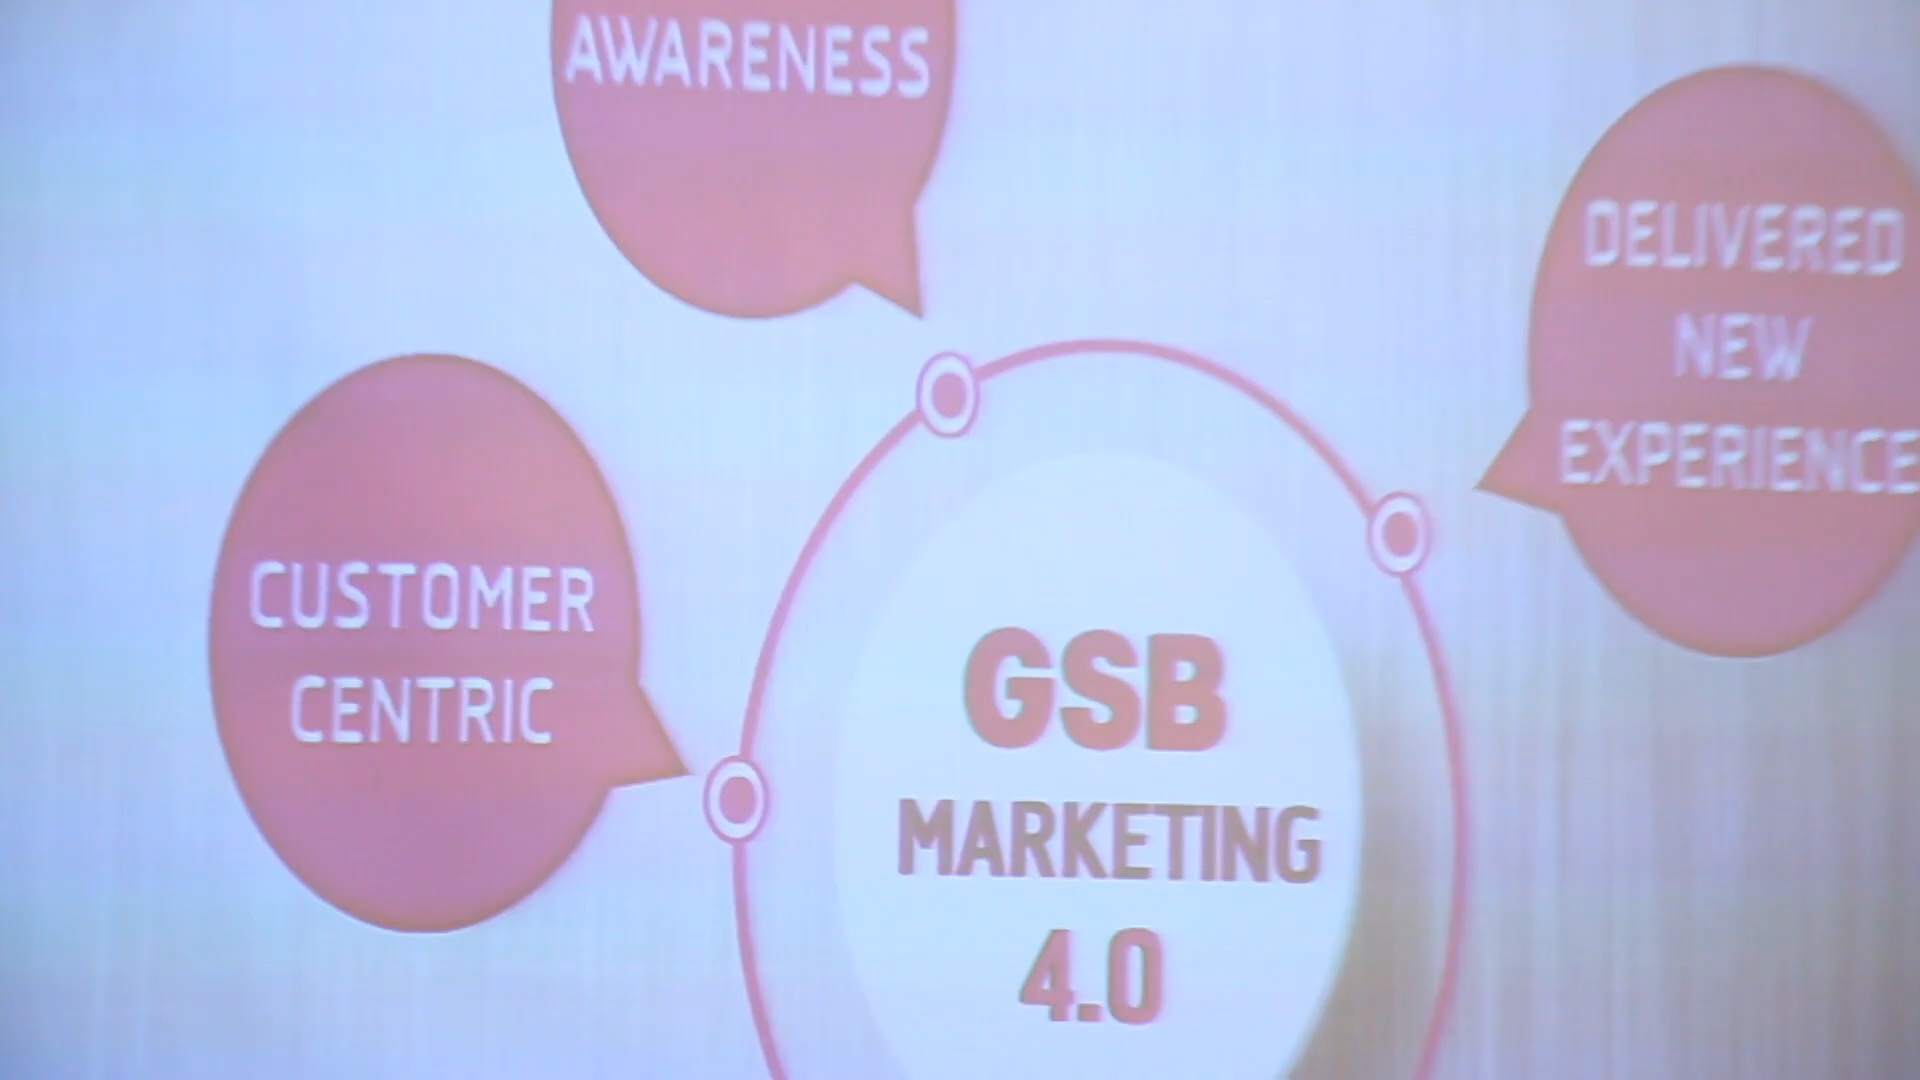 AWARENESS
DELIVERED
NEW
EXPERIENCE
CUSTOMER
CENTRIC
GSB
MARKETING
4.0